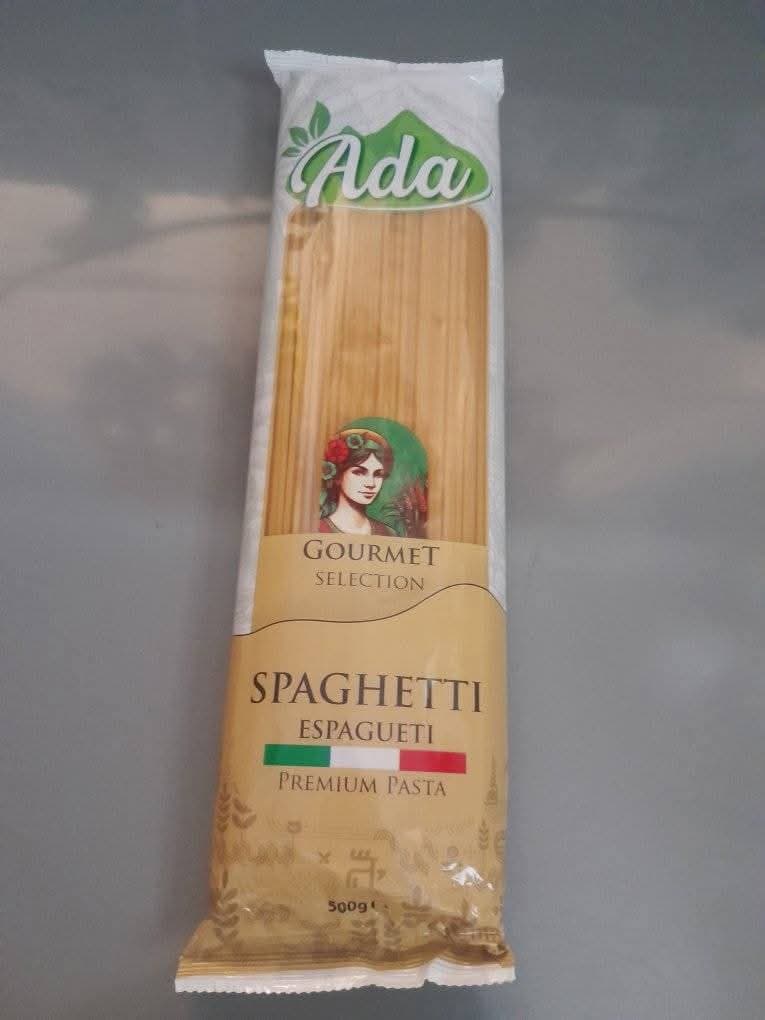 Ada
GOURMET
SELECTION
SPAGHETTI
ESPAGUETI
PREMIUM PASTA
500g